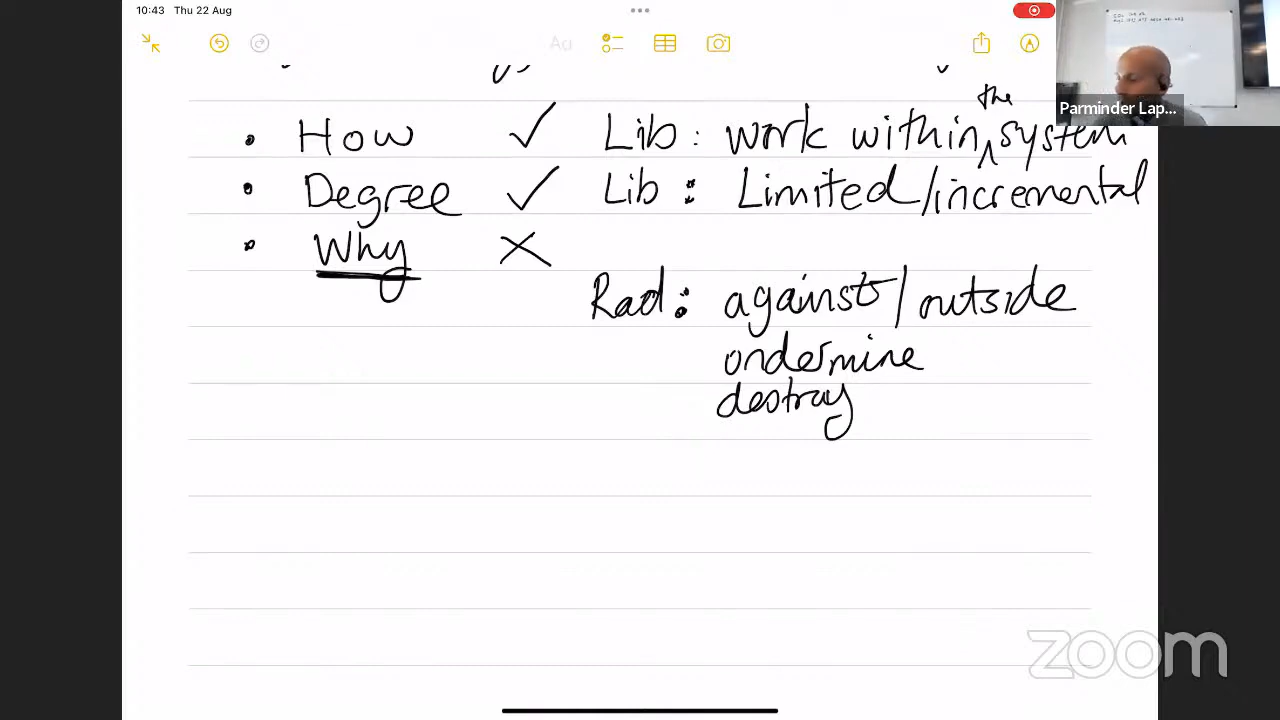 10:43 Thu 22 Aug
Aa
Parminder Lap...
the
• How ✓ Lib: work within ^ system
• Degree ✓ Lib: Limited/incremental
• Why ✗
Rad: against/outside
undermine
destroy
zoom